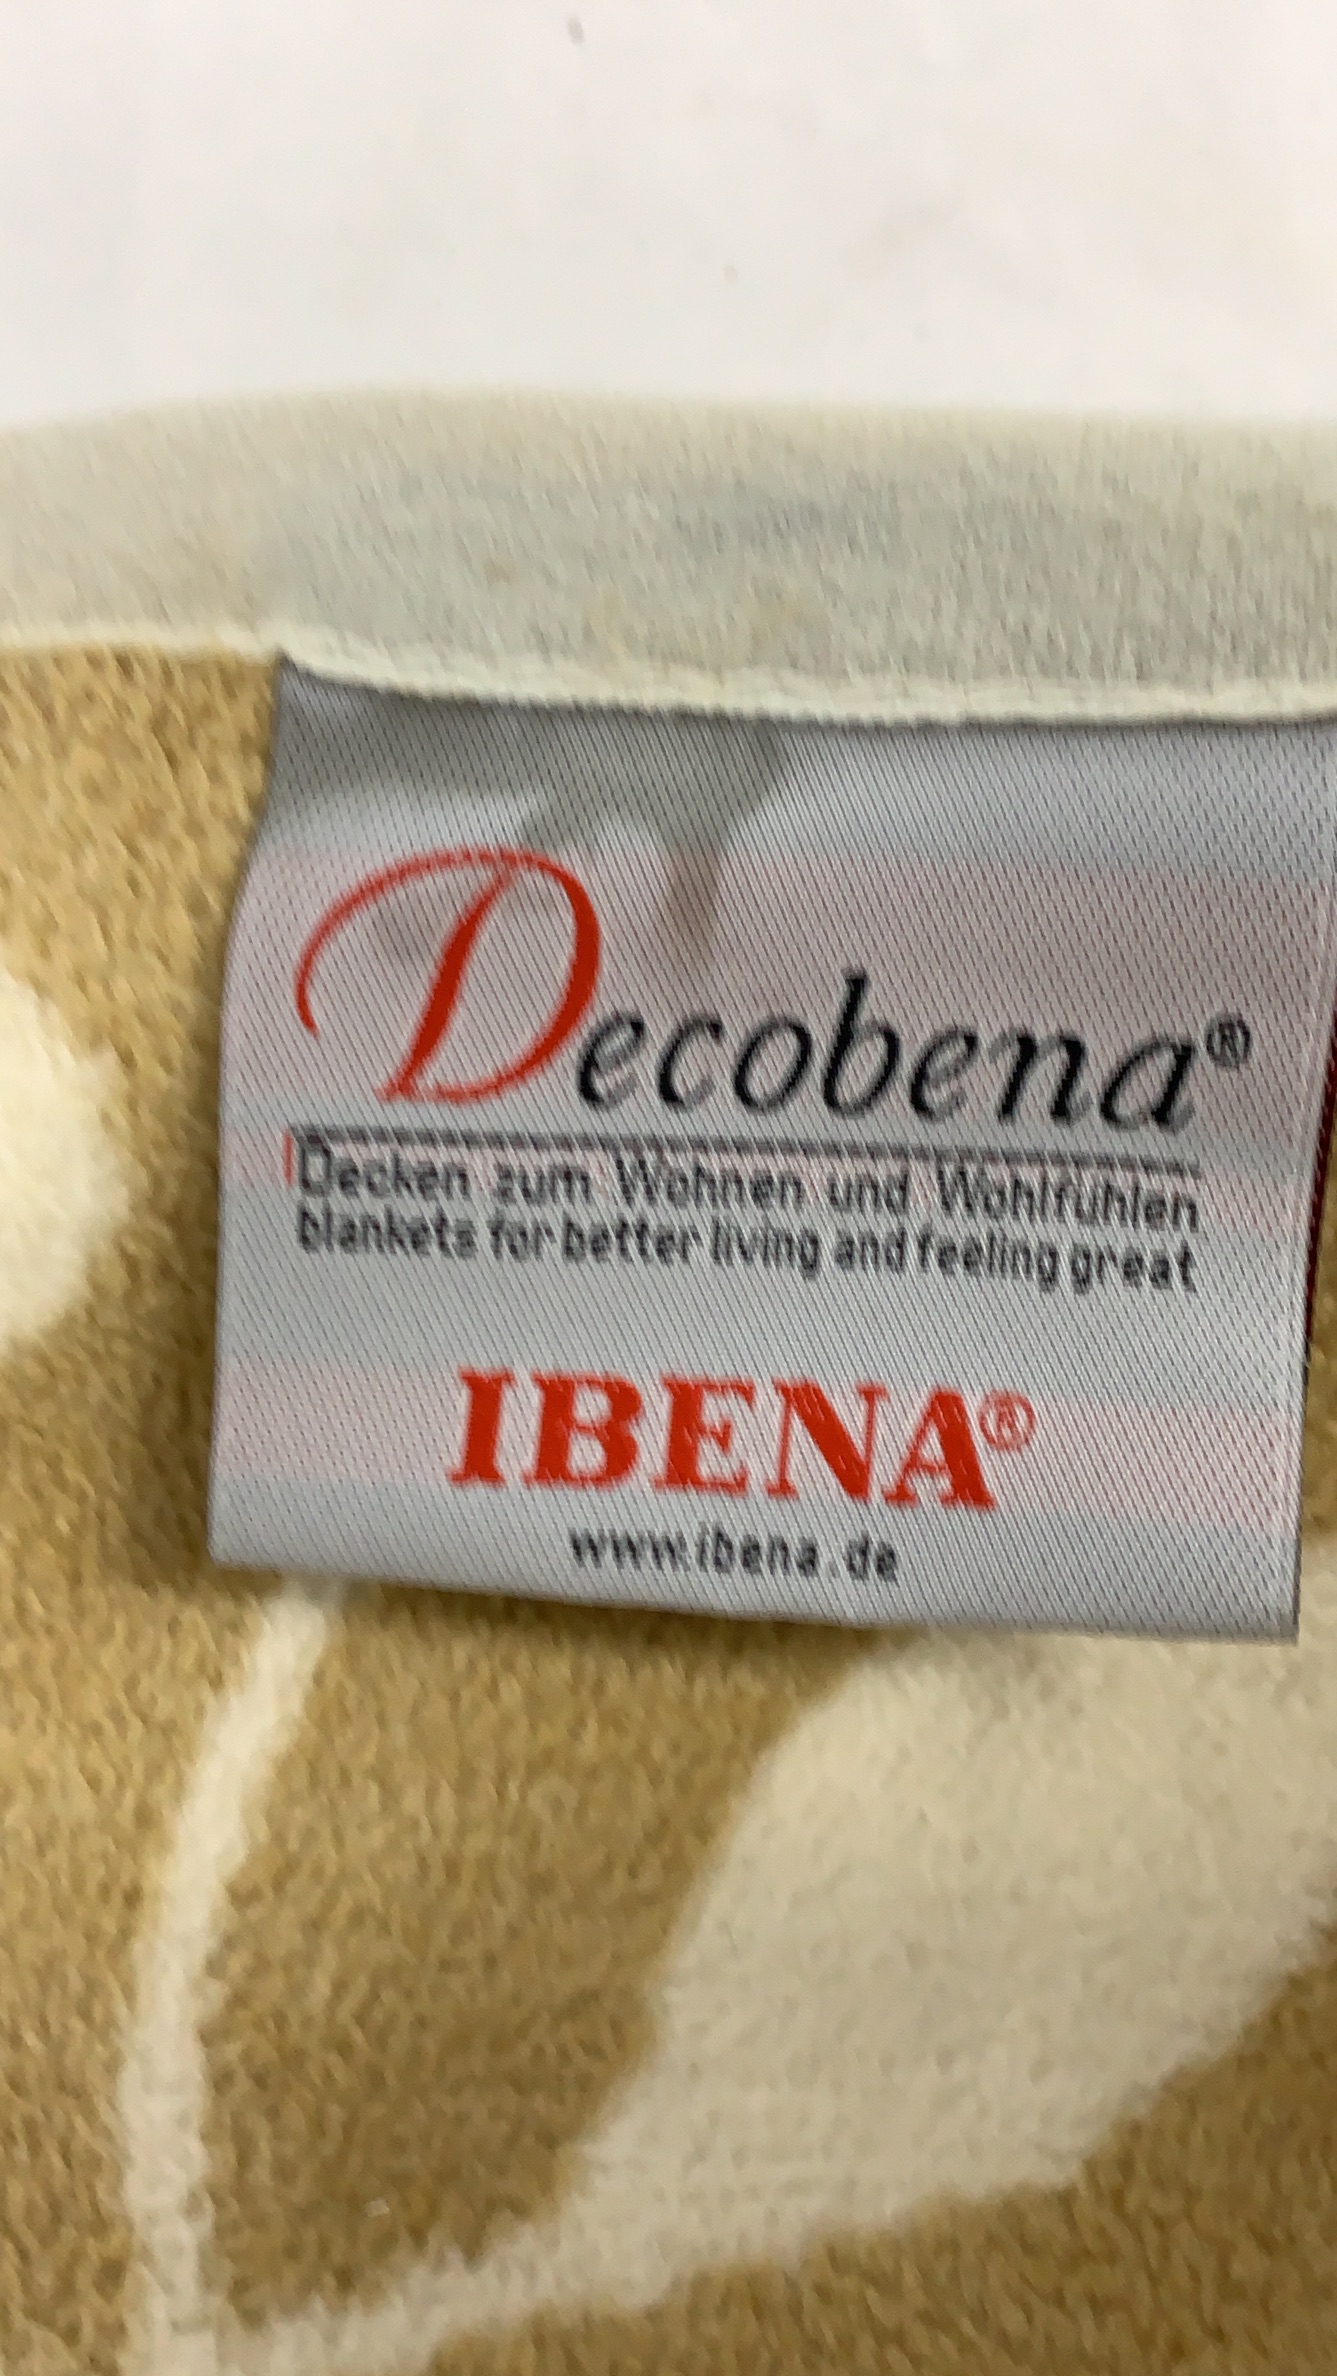 Decobena®
Decken zum Wohnen und Wohlfühlen
blankets for better living and feeling great
IBENA®
www.ibena.de